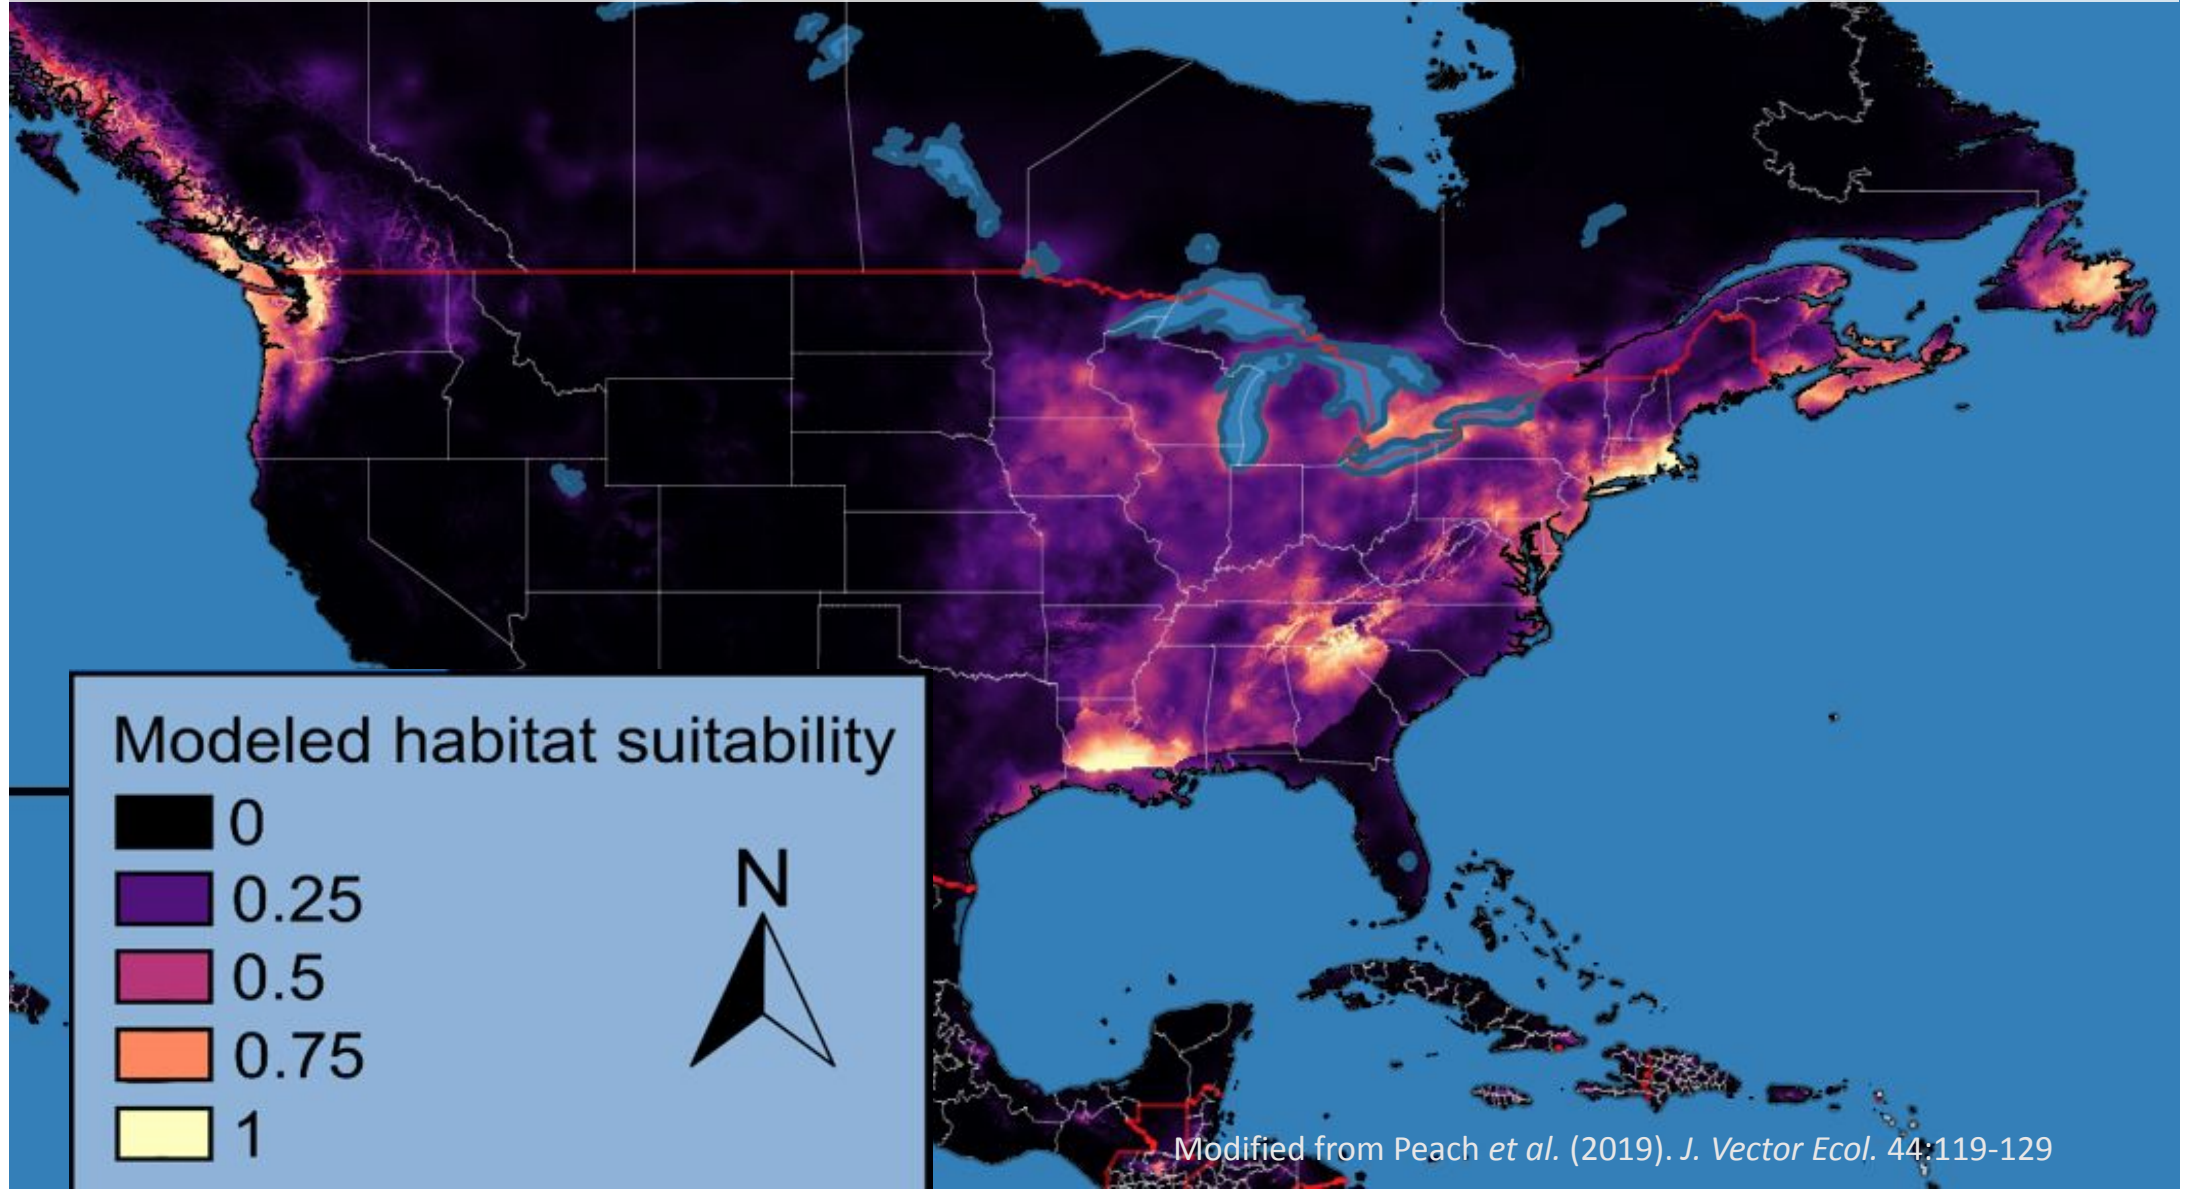 Modeled habitat suitability
0
0.25
0.5
0.75
1
N
Modified from Peach et al. (2019). J. Vector Ecol. 44:119-129